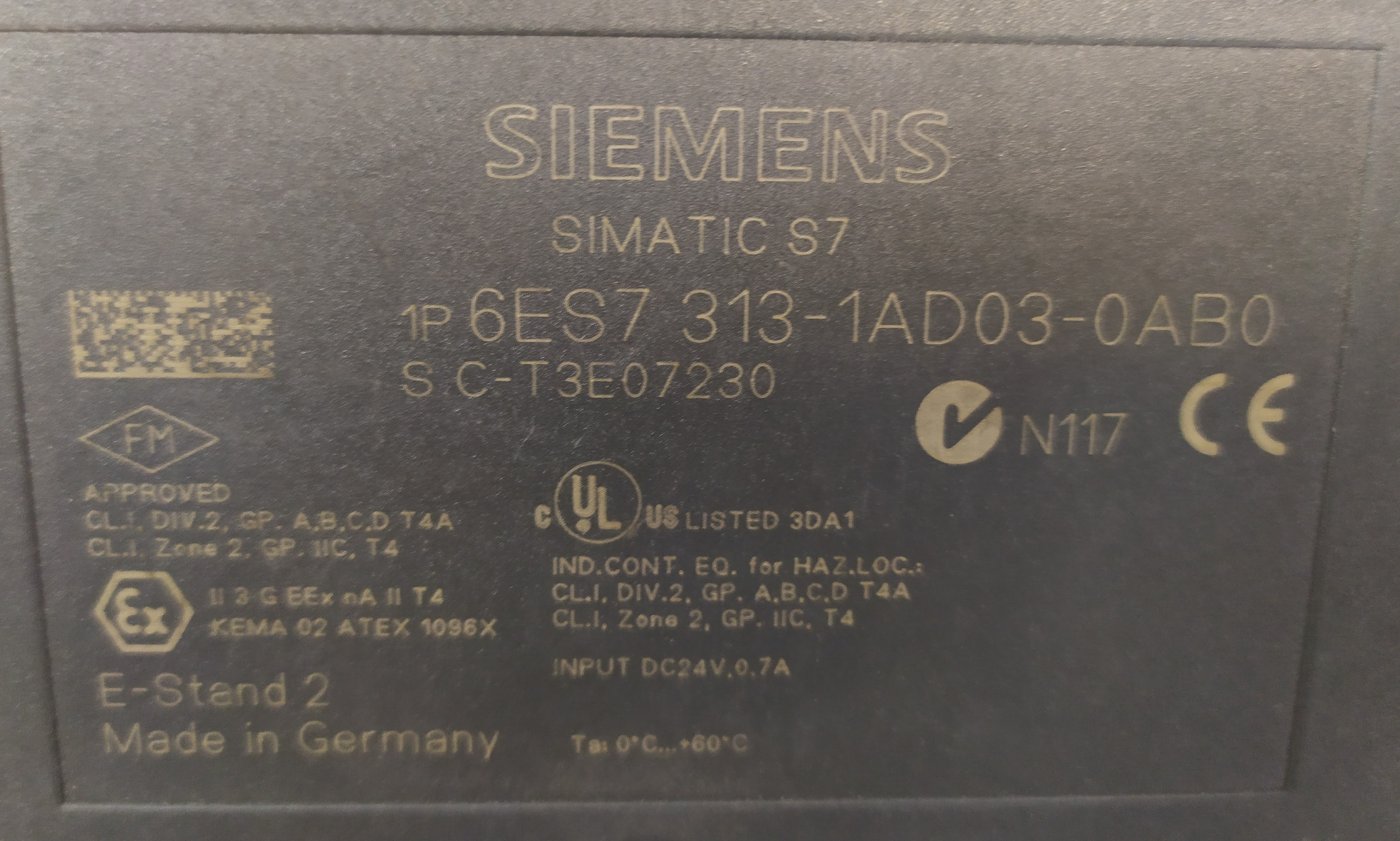 SIEMENS
SIMATIC S7
1P 6ES7 313-1AD03-0AB0
S C-T3E07230
N117 CE
FM
APPROVED
CL.I, DIV.2, GP. A,B,C,D T4A
CL.I, Zone 2, GP. IIC, T4
Ex II 3 G EEx nA II T4
KEMA 02 ATEX 1096X
E-Stand 2
Made in Germany
C UL US LISTED 3DA1
IND.CONT. EQ. for HAZ.LOC.:
CL.I, DIV.2, GP. A,B,C,D T4A
CL.I, Zone 2, GP. IIC, T4
INPUT DC24V,0,7A
Ta: 0°C...+60°C